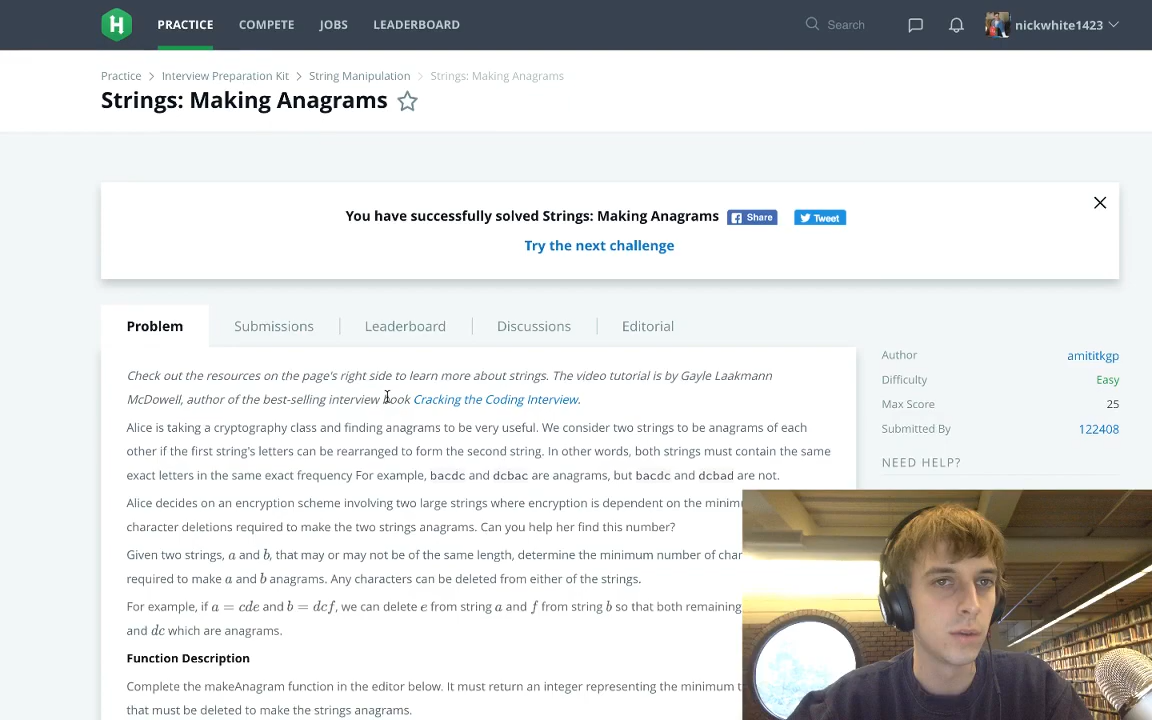 H PRACTICE COMPETE JOBS LEADERBOARD Search nickwhite1423
Practice > Interview Preparation Kit > String Manipulation > Strings: Making Anagrams
Strings: Making Anagrams
You have successfully solved Strings: Making Anagrams Share Tweet
Try the next challenge
Problem Submissions Leaderboard Discussions Editorial
Check out the resources on the page's right side to learn more about strings. The video tutorial is by Gayle Laakmann
McDowell, author of the best-selling interview book Cracking the Coding Interview.
Alice is taking a cryptography class and finding anagrams to be very useful. We consider two strings to be anagrams of each
other if the first string's letters can be rearranged to form the second string. In other words, both strings must contain the same
exact letters in the same exact frequency For example, bacdc and dcbac are anagrams, but bacdc and dcbad are not.
Alice decides on an encryption scheme involving two large strings where encryption is dependent on the
character deletions required to make the two strings anagrams. Can you help her find this number?
Given two strings, a and b, that may or may not be of the same length, determine the minimum number of
required to make a and b anagrams. Any characters can be deleted from either of the strings.
For example, if a = cde and b = dcf, we can delete e from string a and f from string b so that both remaining
and dc which are anagrams.
Function Description
Complete the makeAnagram function in the editor below. It must return an integer representing the minimum
that must be deleted to make the strings anagrams.
Author amititkgp
Difficulty Easy
Max Score 25
Submitted By 122408
NEED HELP?